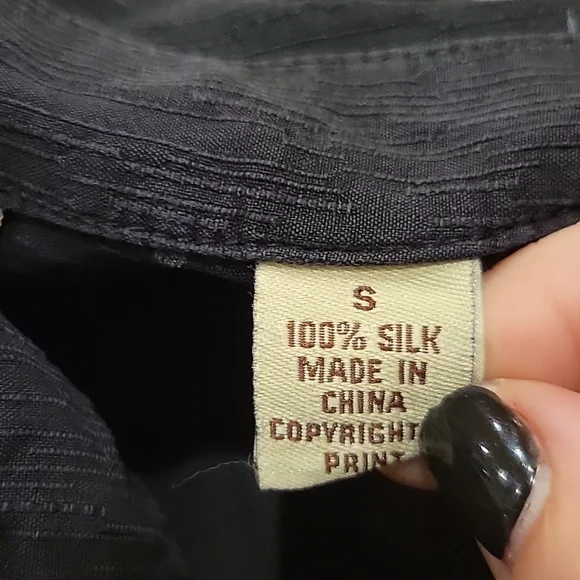 S
100% SILK
MADE IN
CHINA
COPYRIGHT
PRINT